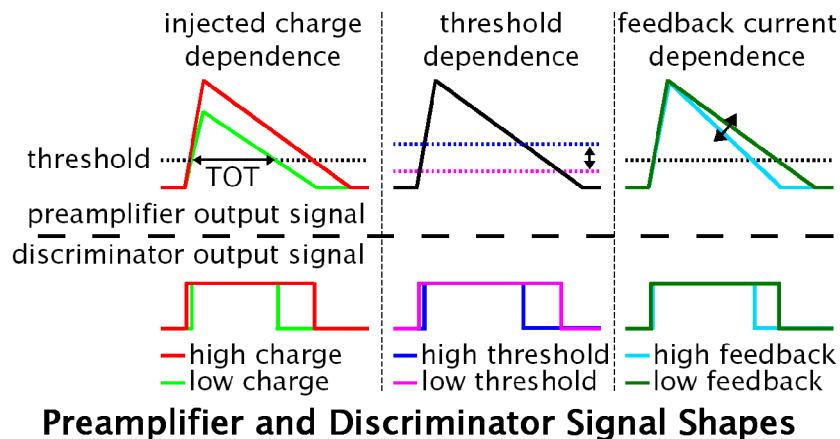 injected charge
dependence
threshold
dependence
feedback current
dependence
threshold
TOT
preamplifier output signal
discriminator output signal
high charge
low charge
high threshold
low threshold
high feedback
low feedback
Preamplifier and Discriminator Signal Shapes